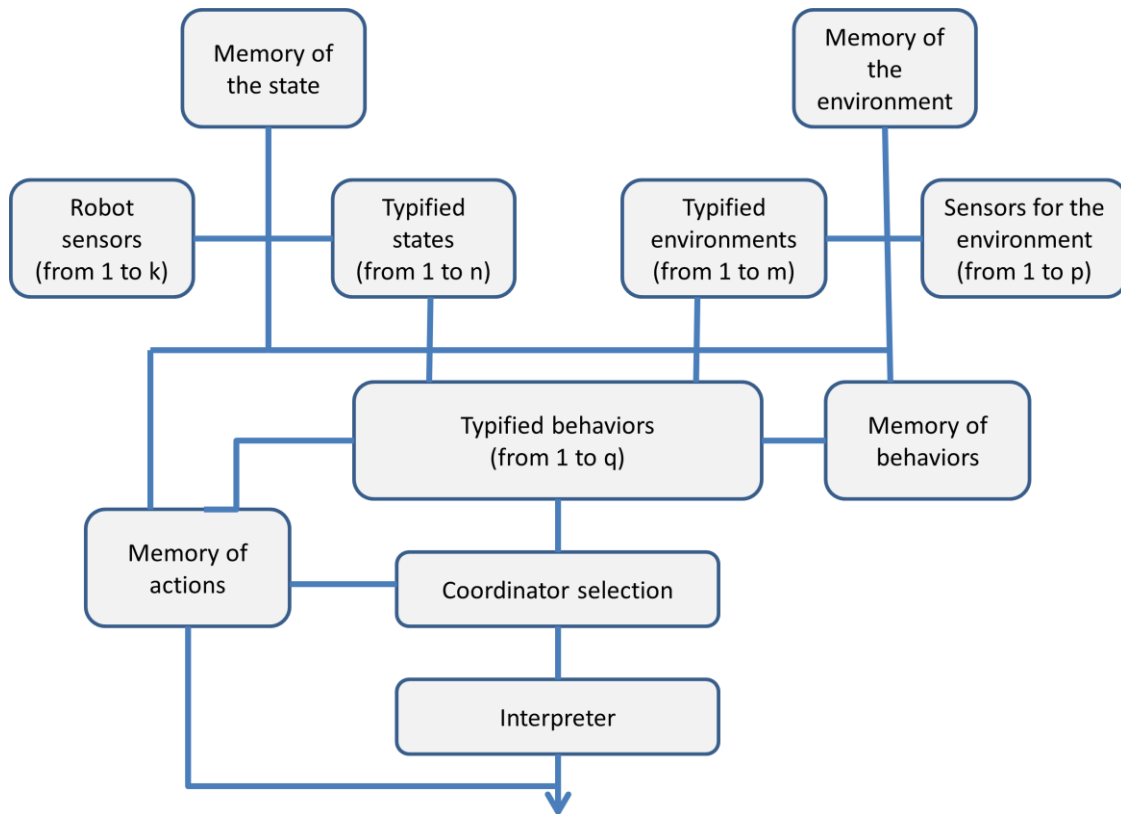 Memory of
the state
Memory of
the
environment
Robot
sensors
(from 1 to k)
Typified
states
(from 1 to n)
Typified
environments
(from 1 to m)
Sensors for the
environment
(from 1 to p)
Typified behaviors
(from 1 to q)
Memory of
behaviors
Memory of
actions
Coordinator selection
Interpreter